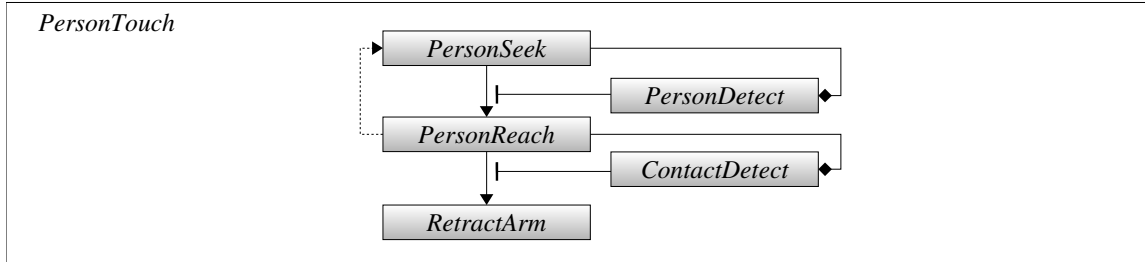 PersonTouch
PersonSeek
PersonDetect
PersonReach
ContactDetect
RetractArm